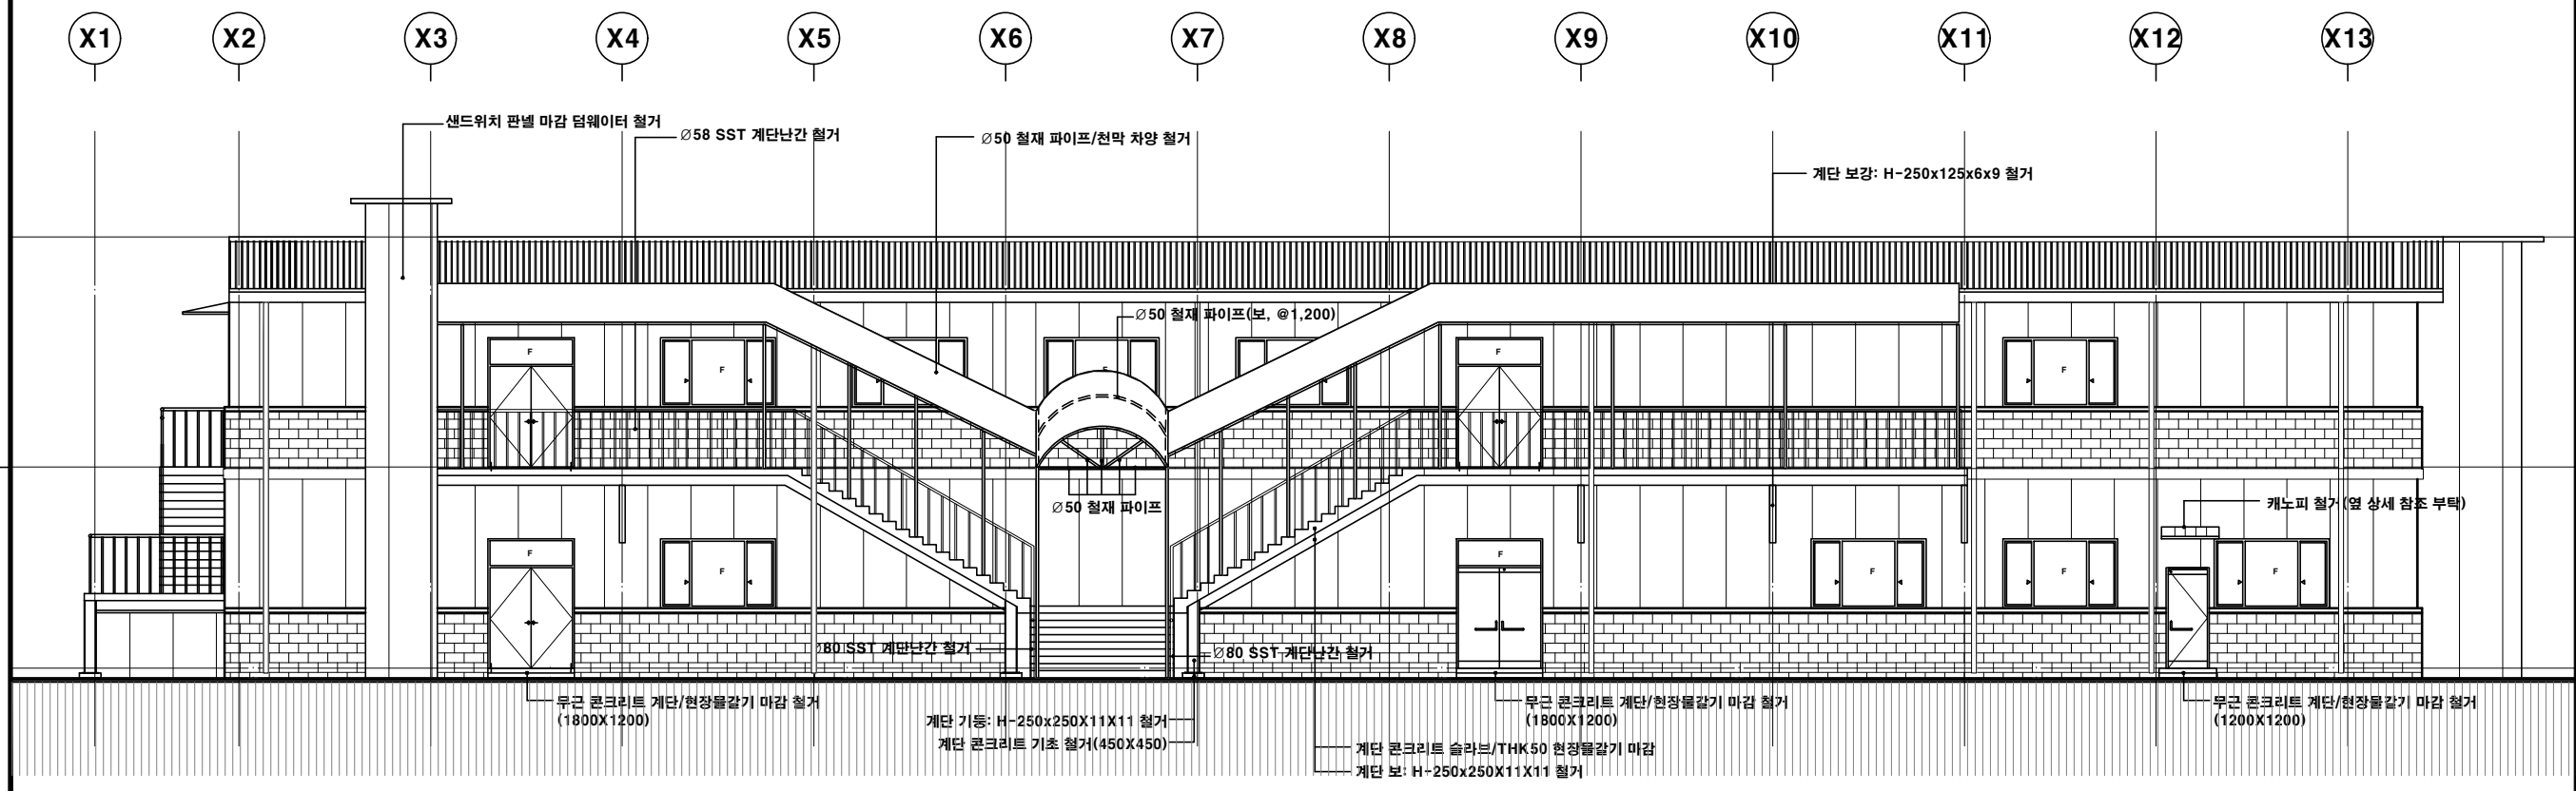 X1 X2 X3 X4 X5 X6 X7 X8 X9 X10 X11 X12 X13
샌드위치 판넬 마감 덤웨이터 철거
Ø58 SST 계단난간 철거
Ø50 철재 파이프/천막 차양 철거
계단 보강: H-250x125x6x9 철거
Ø50 철재 파이프(보, @1,200)
F
F
F
F
F
F
Ø50 철재 파이프
캐노피 철거(옆 상세 참조 부탁)
F
F
F
F
F
F
Ø80 SST 계단난간 철거
Ø80 SST 계단난간 철거
무근 콘크리트 계단/현장물갈기 마감 철거
(1800X1200)
계단 기둥: H-250x250X11X11 철거
계단 콘크리트 기초 철거(450X450)
무근 콘크리트 계단/현장물갈기 마감 철거
(1800X1200)
계단 콘크리트 슬라브/THK50 현장물갈기 마감
계단 보: H-250x250X11X11 철거
무근 콘크리트 계단/현장물갈기 마감 철거
(1200X1200)